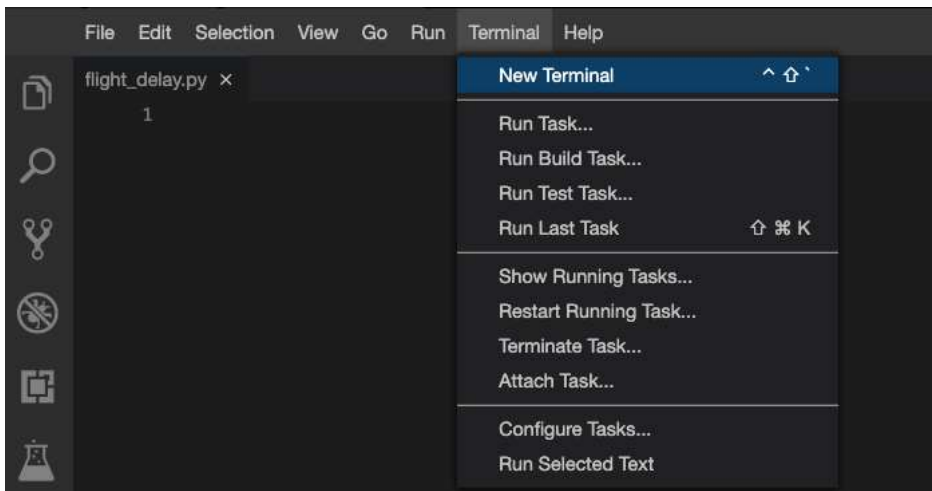 File Edit Selection View Go Run Terminal Help
flight_delay.py ×
1
New Terminal ^ ⇧ `
Run Task...
Run Build Task...
Run Test Task...
Run Last Task ⇧ ⌘ K
Show Running Tasks...
Restart Running Task...
Terminate Task...
Attach Task...
Configure Tasks...
Run Selected Text